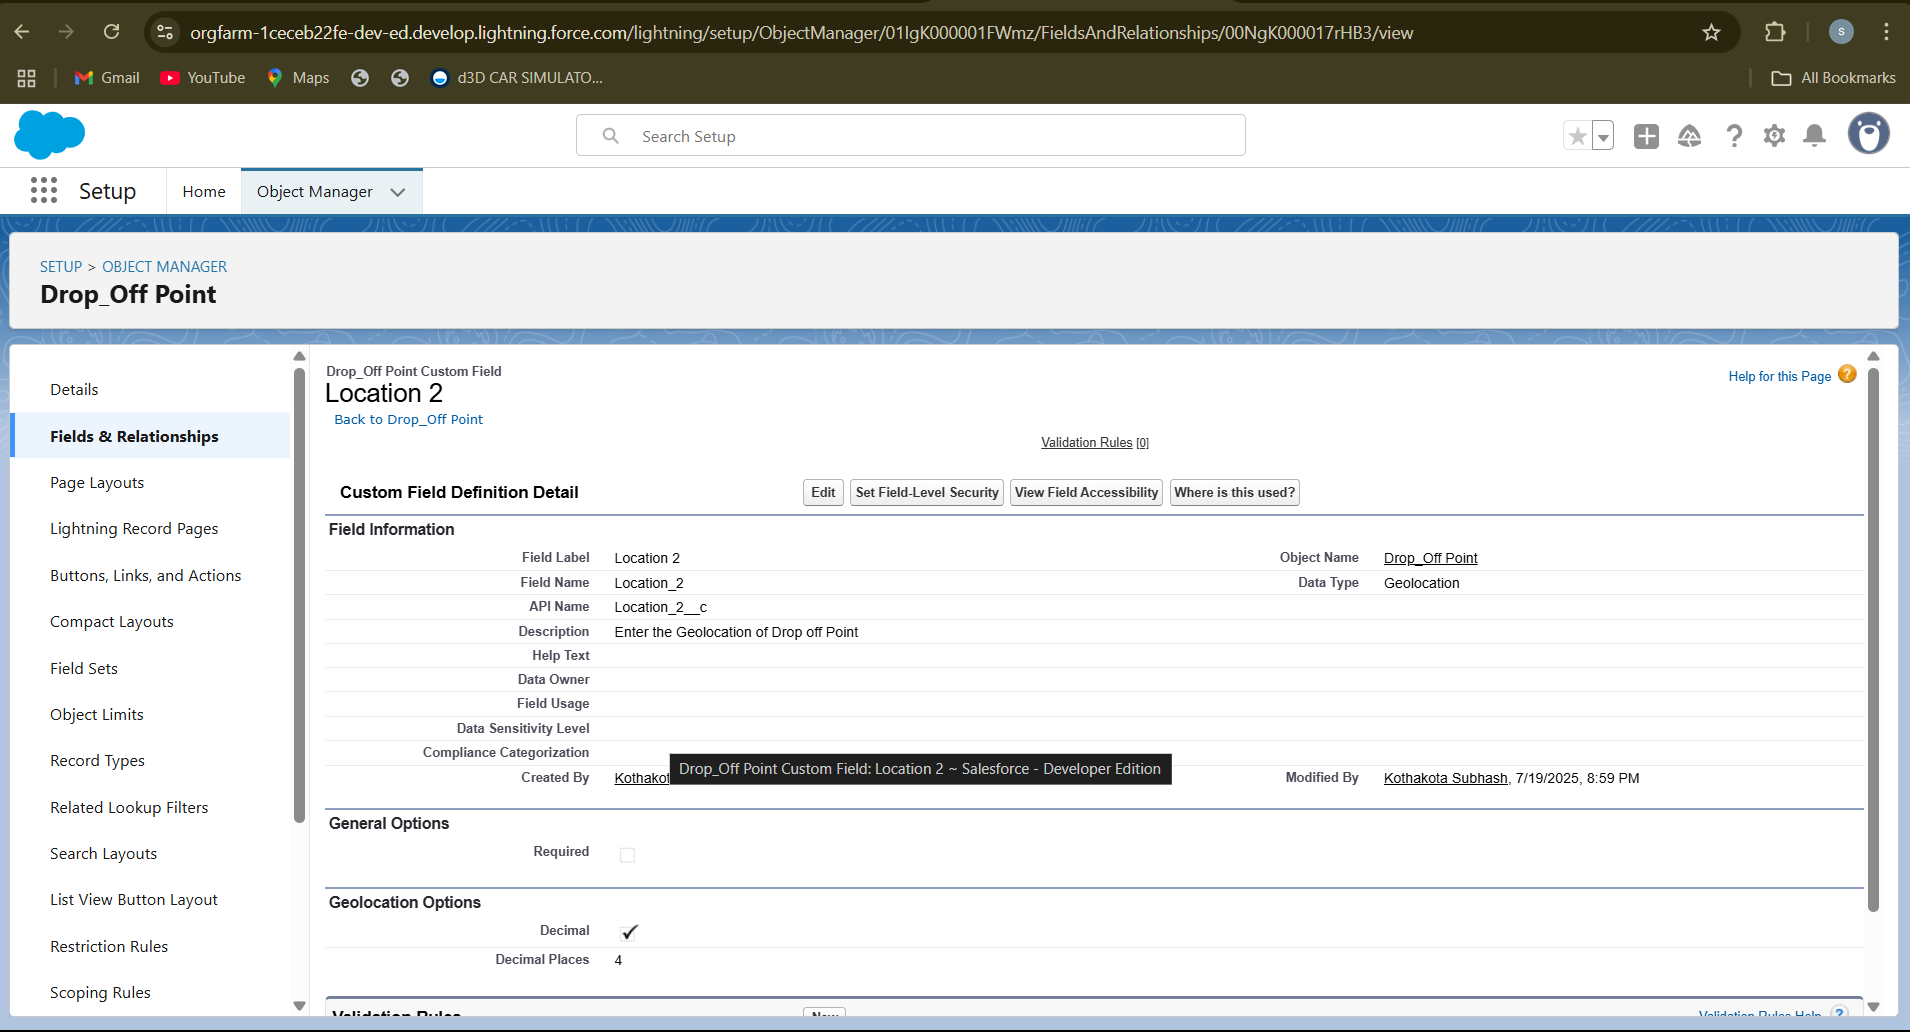 orgfarm-1ceceb22fe-dev-ed.develop.lightning.force.com/lightning/setup/ObjectManager/01IgK000001FWmz/FieldsAndRelationships/00NgK000017rHB3/view
S
Gmail
YouTube
Maps
d3D CAR SIMULATO...
All Bookmarks
Search Setup
Setup
Home
Object Manager
SETUP > OBJECT MANAGER
Drop_Off Point
Details
Fields & Relationships
Page Layouts
Lightning Record Pages
Buttons, Links, and Actions
Compact Layouts
Field Sets
Object Limits
Record Types
Related Lookup Filters
Search Layouts
List View Button Layout
Restriction Rules
Scoping Rules
Drop_Off Point Custom Field
Location 2
Help for this Page ?
Back to Drop_Off Point
Validation Rules [0]
Custom Field Definition Detail
Edit
Set Field-Level Security
View Field Accessibility
Where is this used?
Field Information
Field Label Location 2 Object Name Drop_Off Point
Field Name Location_2 Data Type Geolocation
API Name Location_2__c
Description Enter the Geolocation of Drop off Point
Help Text
Data Owner
Field Usage
Data Sensitivity Level
Compliance Categorization
Drop_Off Point Custom Field: Location 2 ~ Salesforce - Developer Edition
Created By Kothakot Modified By Kothakota Subhash, 7/19/2025, 8:59 PM
General Options
Required
Geolocation Options
Decimal
Decimal Places 4
Validation Rules New Validation Rules Help ?